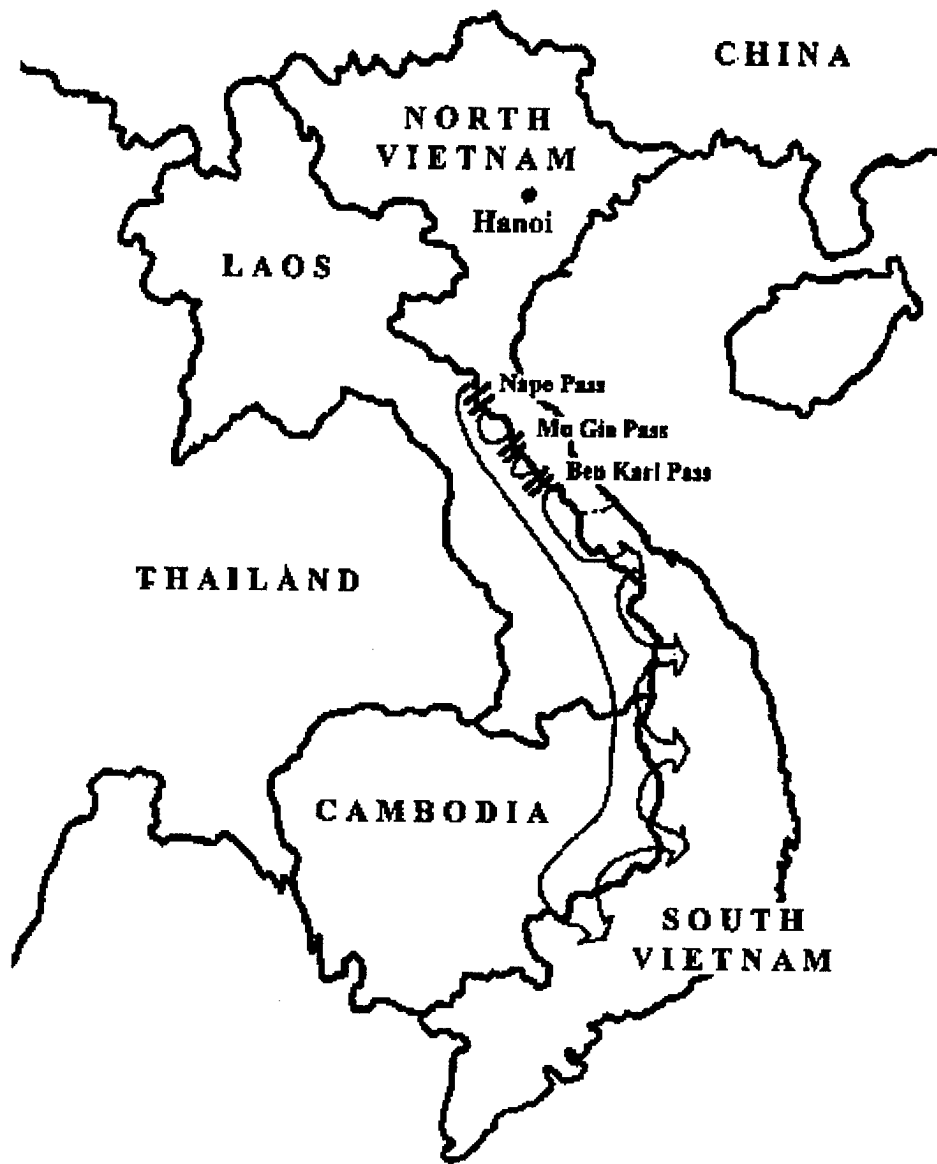 CHINA
NORTH
VIETNAM
Hanoi
LAOS
Nape Pass
Mu Gia Pass
Ben Karl Pass
THAILAND
CAMBODIA
SOUTH
VIETNAM